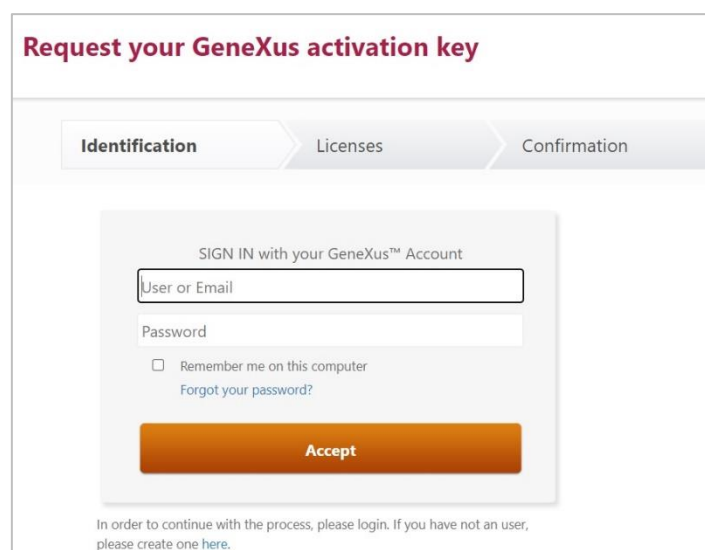 Request your GeneXus activation key
Identification
Licenses
Confirmation
SIGN IN with your GeneXus™ Account
User or Email
Password
Remember me on this computer
Forgot your password?
Accept
In order to continue with the process, please login. If you have not an user,
please create one here.